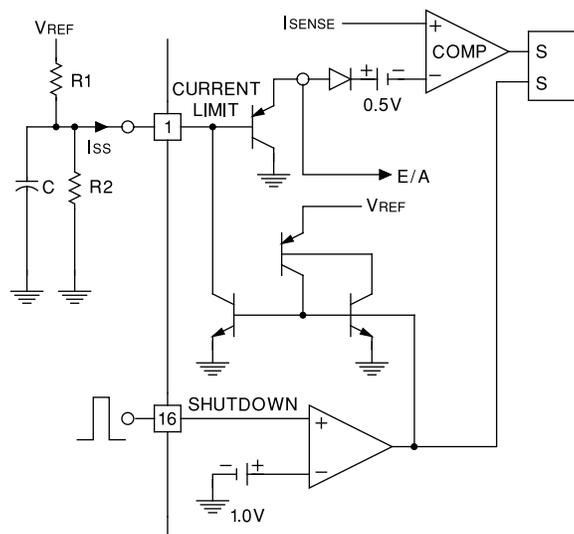 ISENSE
VREF
COMP
S
R1
S
CURRENT
LIMIT
+ −
0.5V
+
−
1
ISS
E/A
C
R2
VREF
16
SHUTDOWN
+
− +
−
1.0V